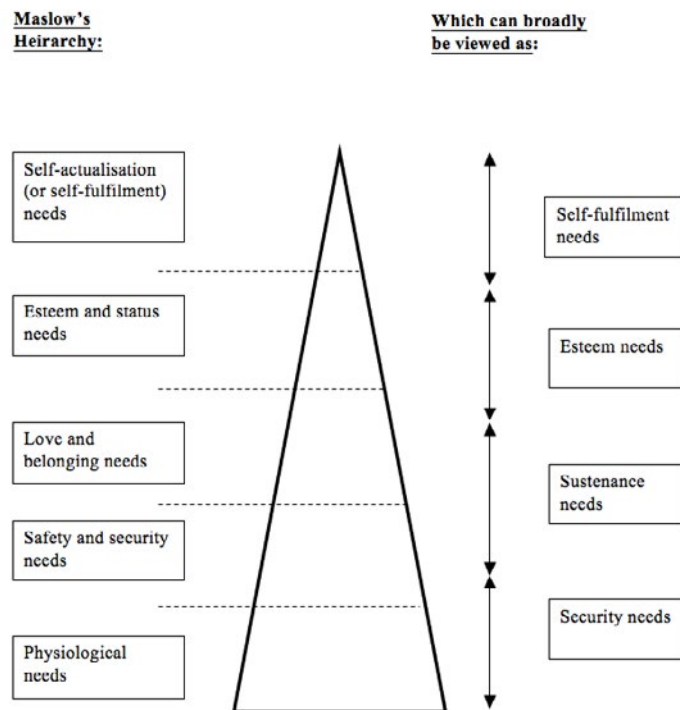 Maslow's
Heirarchy:
Which can broadly
be viewed as:
Self-actualisation
(or self-fulfilment)
needs
Self-fulfilment
needs
Esteem and status
needs
Esteem needs
Love and
belonging needs
Sustenance
needs
Safety and security
needs
Security needs
Physiological
needs